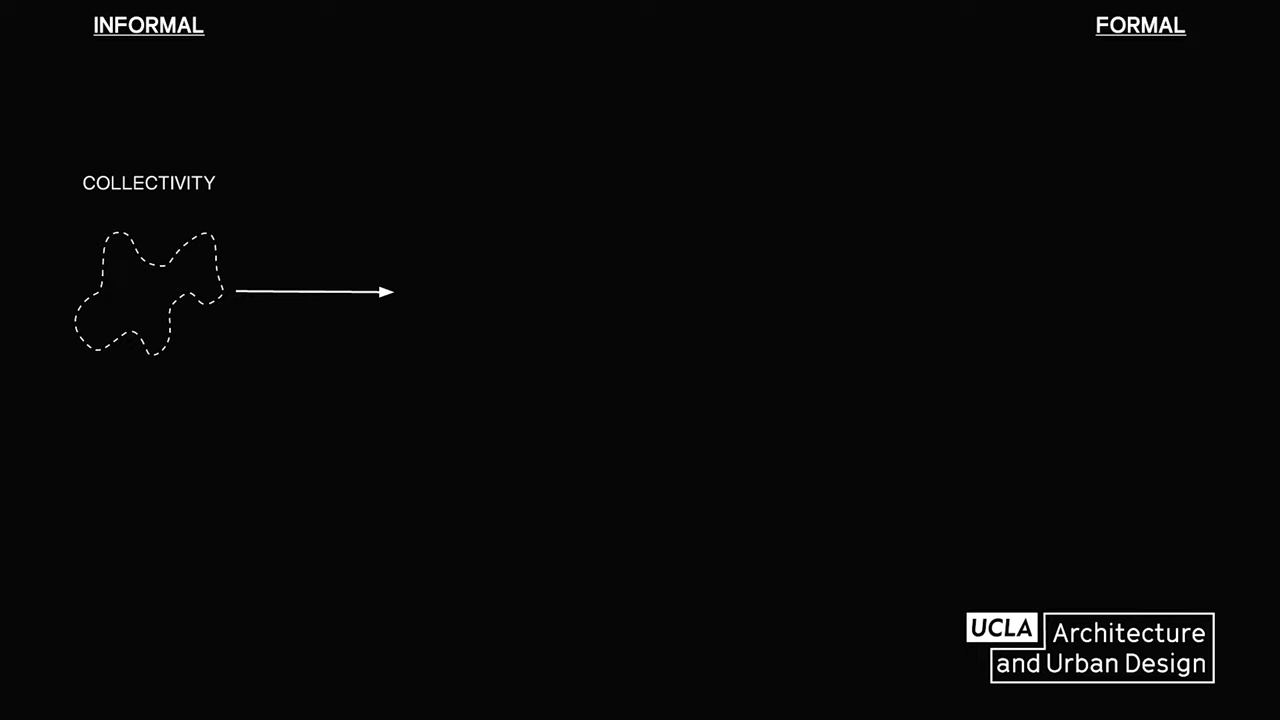 INFORMAL
FORMAL
COLLECTIVITY
UCLA
Architecture
and Urban Design